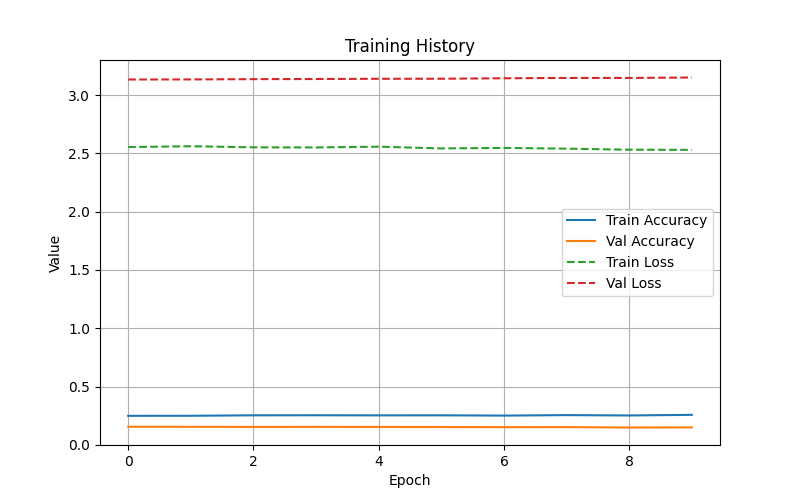 Training History
3.0
2.5
2.0
1.5
1.0
0.5
0.0
Value
Train Accuracy
Val Accuracy
Train Loss
Val Loss
0 2 4 6 8
Epoch